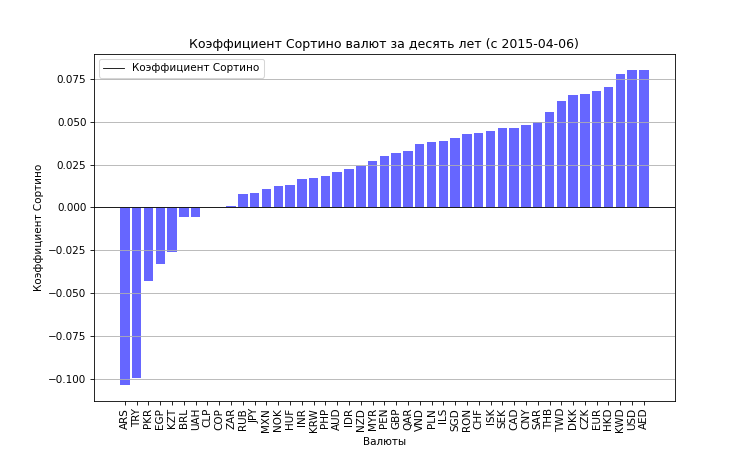 Коэффициент Сортино валют за десять лет (с 2015-04-06)
Коэффициент Сортино
0.075
0.050
0.025
0.000
−0.025
−0.050
−0.075
−0.100
Коэффициент Сортино
ARS
TRY
PKR
EGP
KZT
BRL
UAH
CLP
COP
ZAR
RUB
JPY
MXN
NOK
HUF
INR
KRW
PHP
AUD
IDR
NZD
MYR
PEN
GBP
QAR
VND
PLN
ILS
SGD
RON
CHF
ISK
SEK
CAD
CNY
SAR
THB
TWD
DKK
CZK
EUR
HKD
KWD
USD
AED
Валюты